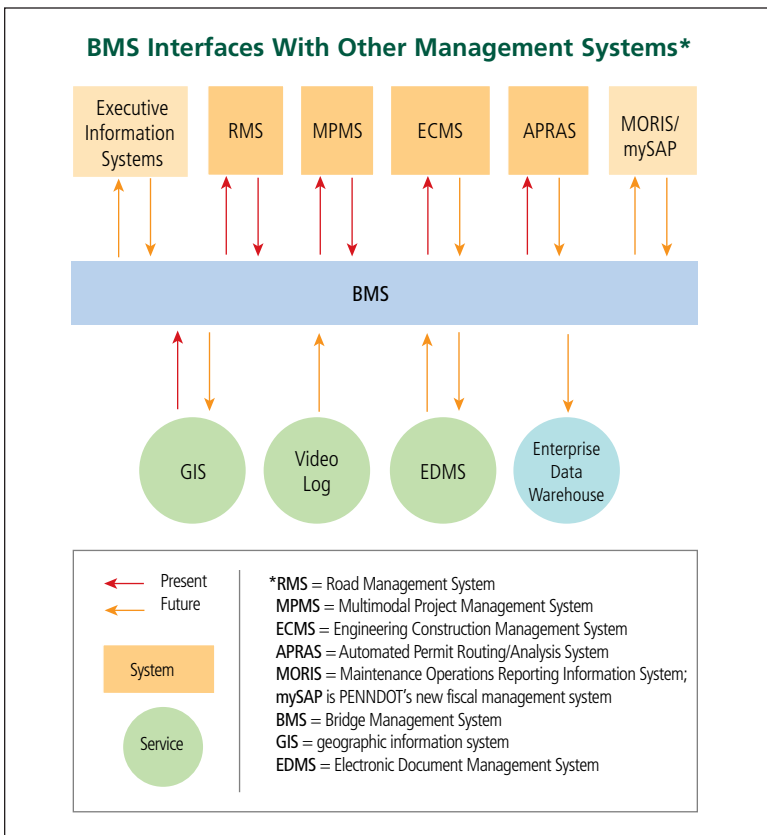 BMS Interfaces With Other Management Systems*
Executive
Information
Systems
RMS
MPMS
ECMS
APRAS
MORIS/
mySAP
BMS
GIS
Video
Log
EDMS
Enterprise
Data
Warehouse
Present
Future
System
Service
*RMS = Road Management System
MPMS = Multimodal Project Management System
ECMS = Engineering Construction Management System
APRAS = Automated Permit Routing/Analysis System
MORIS = Maintenance Operations Reporting Information System;
mySAP is PENNDOT's new fiscal management system
BMS = Bridge Management System
GIS = geographic information system
EDMS = Electronic Document Management System